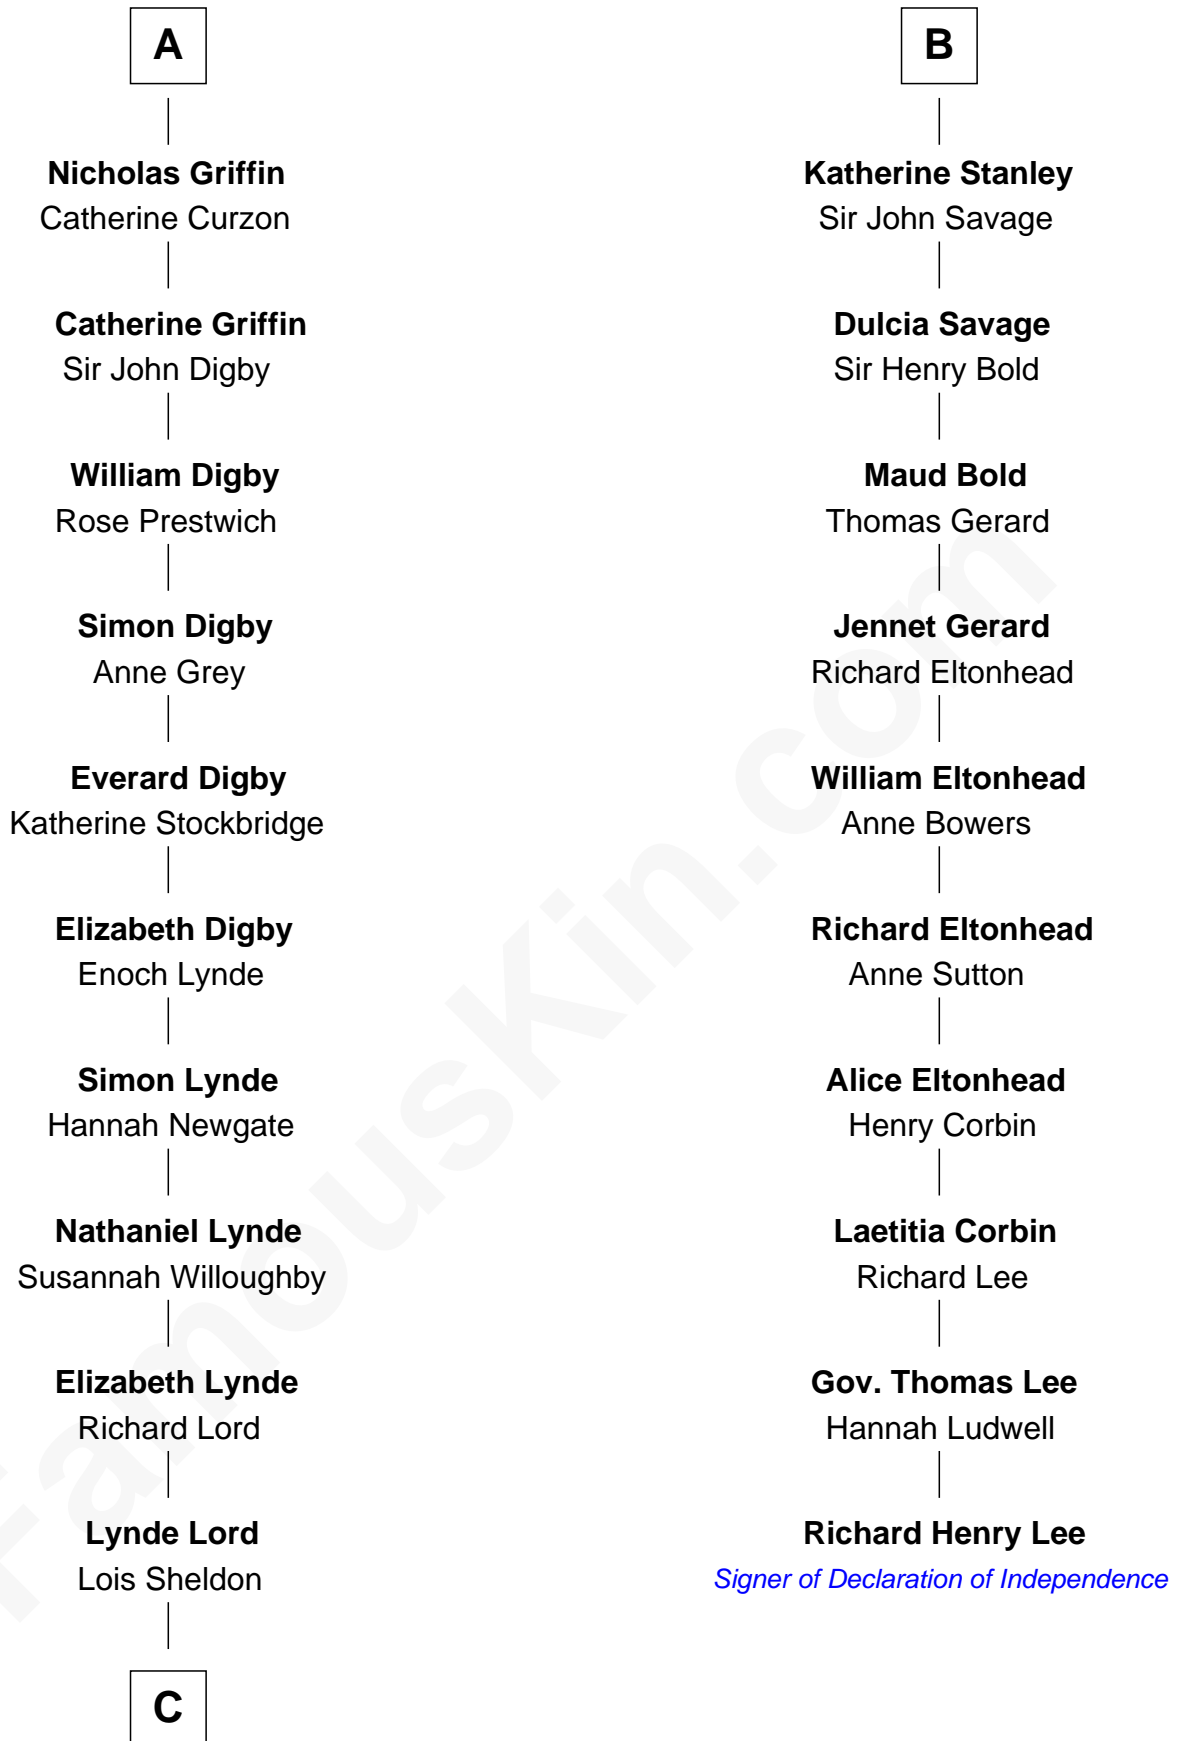 A
Nicholas Griffin
Catherine Curzon
Catherine Griffin
Sir John Digby
William Digby
Rose Prestwich
Simon Digby
Anne Grey
Everard Digby
Katherine Stockbridge
Elizabeth Digby
Enoch Lynde
Simon Lynde
Hannah Newgate
Nathaniel Lynde
Susannah Willoughby
Elizabeth Lynde
Richard Lord
Lynde Lord
Lois Sheldon
C
B
Katherine Stanley
Sir John Savage
Dulcia Savage
Sir Henry Bold
Maud Bold
Thomas Gerard
Jennet Gerard
Richard Eltonhead
William Eltonhead
Anne Bowers
Richard Eltonhead
Anne Sutton
Alice Eltonhead
Henry Corbin
Laetitia Corbin
Richard Lee
Gov. Thomas Lee
Hannah Ludwell
Richard Henry Lee
Signer of Declaration of Independence
FamousKin.com